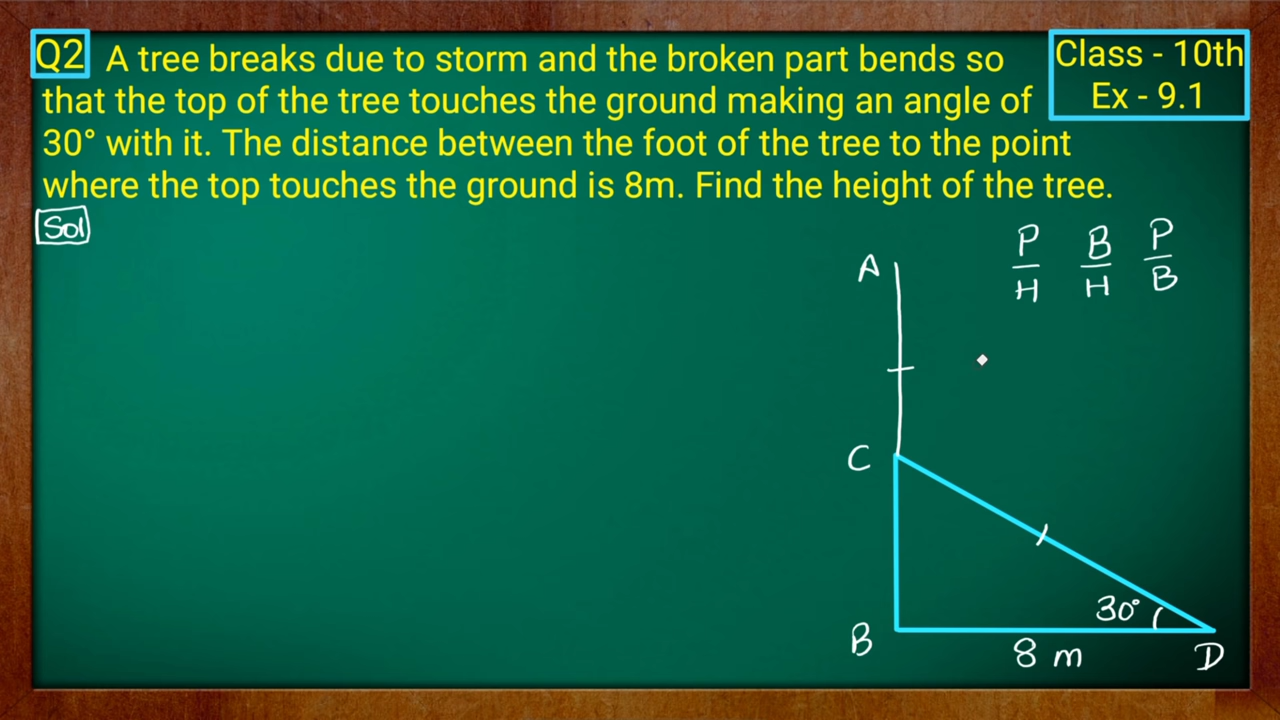 Q2 A tree breaks due to storm and the broken part bends so
that the top of the tree touches the ground making an angle of
30° with it. The distance between the foot of the tree to the point
where the top touches the ground is 8m. Find the height of the tree.
Class - 10th
Ex - 9.1
Sol
P/H B/H P/B
A
C
30°
B
8 m
D